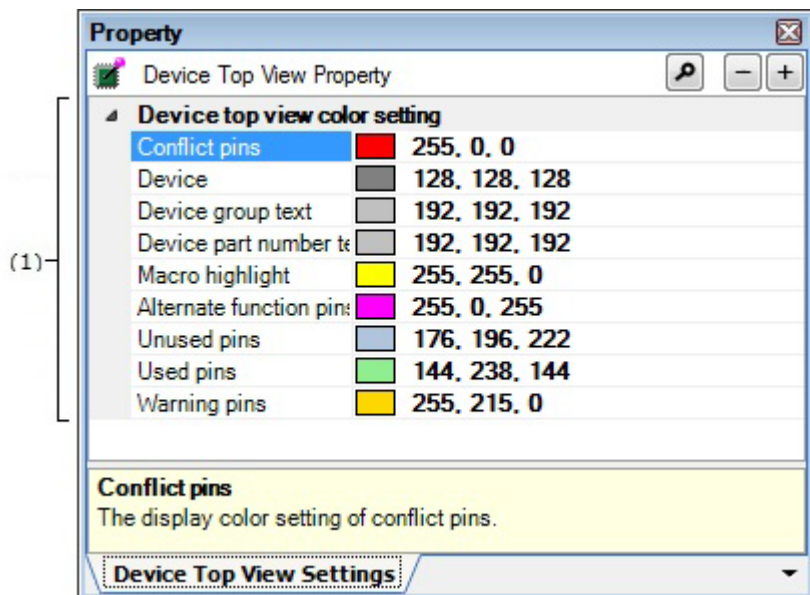 Property
Device Top View Property
Device top view color setting
Conflict pins 255, 0, 0
Device 128, 128, 128
Device group text 192, 192, 192
Device part number te 192, 192, 192
Macro highlight 255, 255, 0
Alternate function pins 255, 0, 255
Unused pins 176, 196, 222
Used pins 144, 238, 144
Warning pins 255, 215, 0
(1)
Conflict pins
The display color setting of conflict pins.
Device Top View Settings